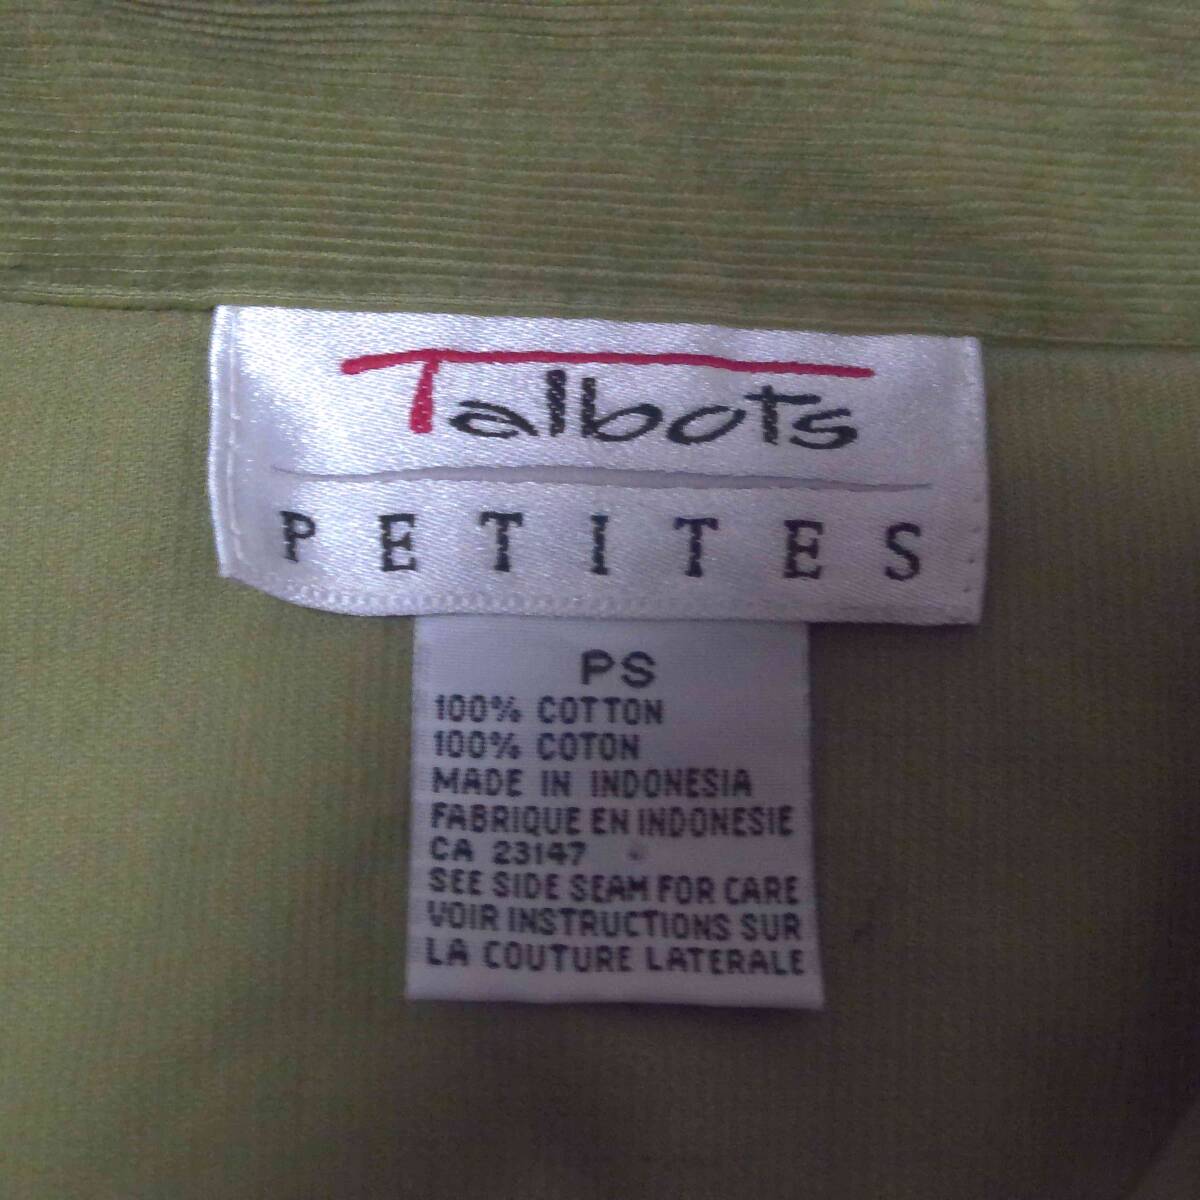 Talbots
PETITES
PS
100% COTTON
100% COTON
MADE IN INDONESIA
FABRIQUE EN INDONESIE
CA 23147
SEE SIDE SEAM FOR CARE
VOIR INSTRUCTIONS SUR
LA COUTURE LATERALE